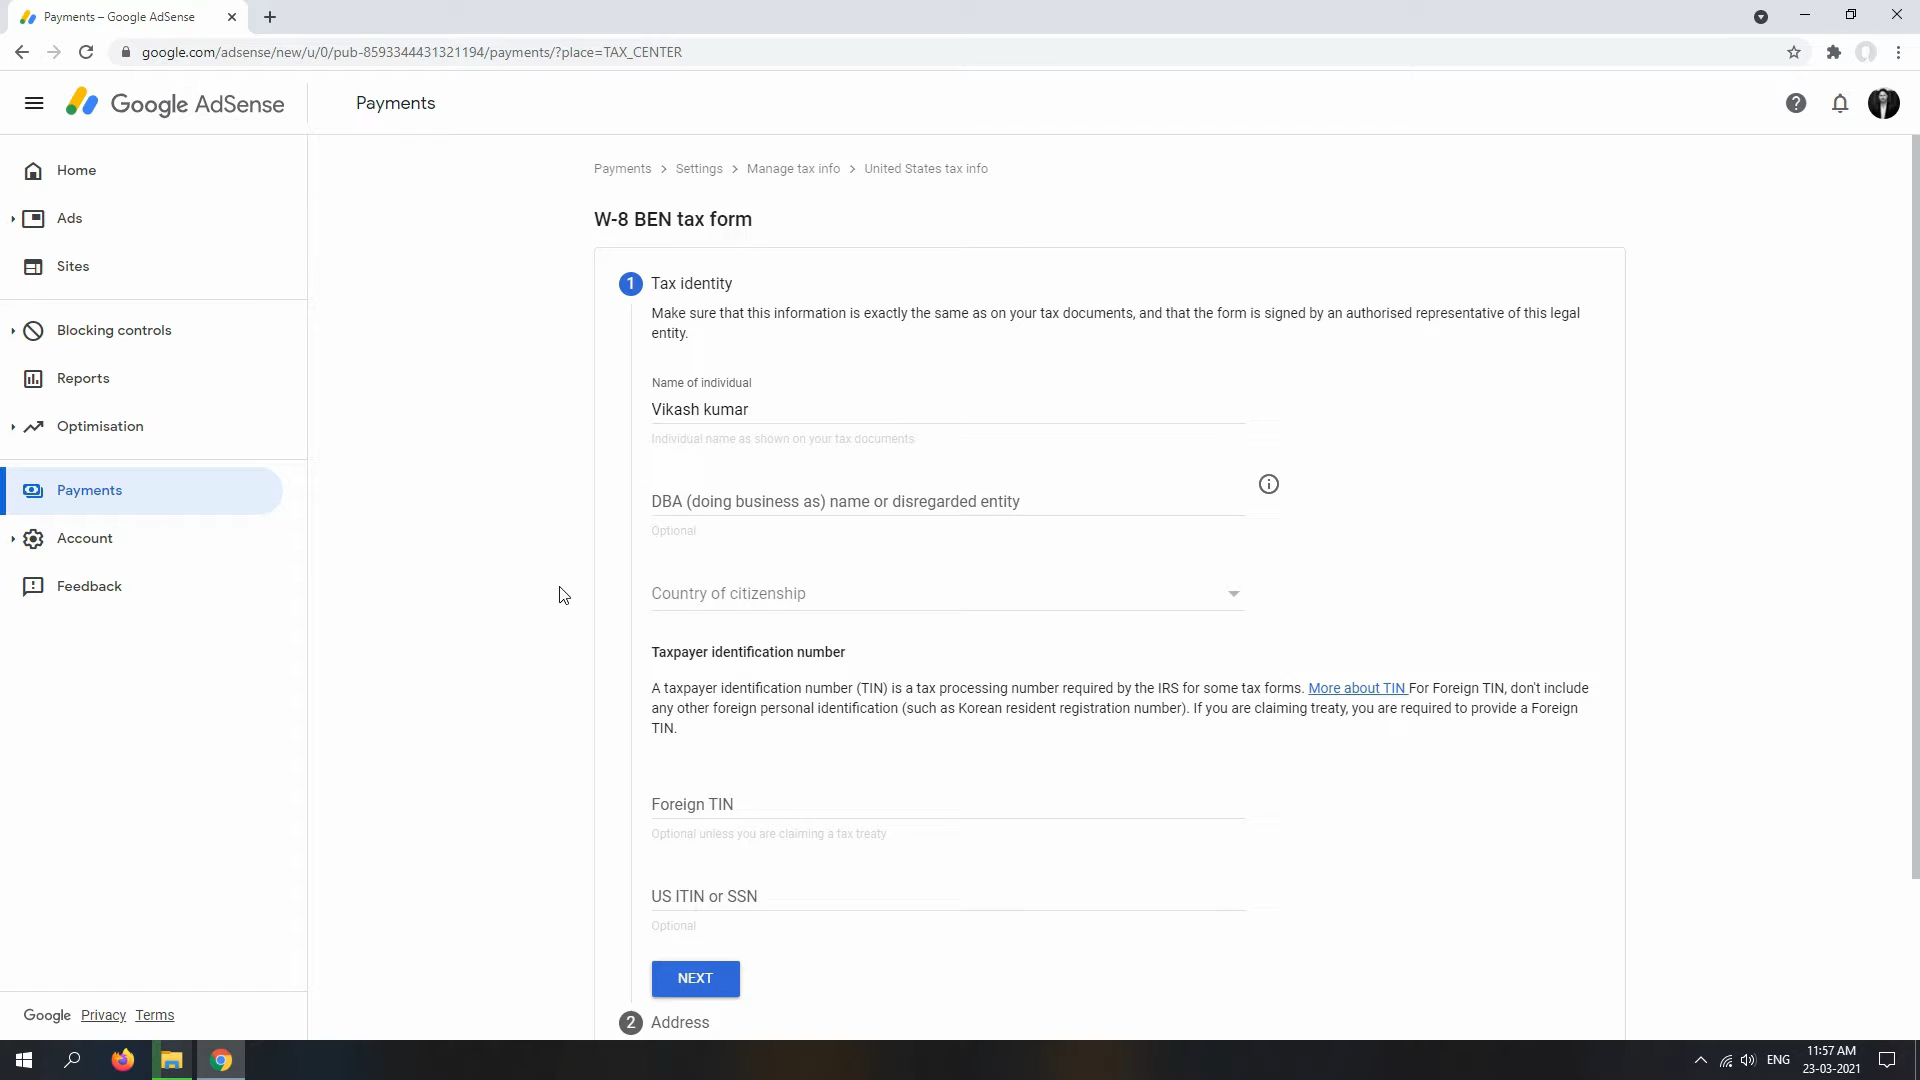 Payments – Google AdSense
google.com/adsense/new/u/0/pub-8593344431321194/payments/?place=TAX_CENTER
Google AdSense
Payments
Home
Ads
Sites
Blocking controls
Reports
Optimisation
Payments
Account
Feedback
Google Privacy Terms
Payments > Settings > Manage tax info > United States tax info
W-8 BEN tax form
1 Tax identity
Make sure that this information is exactly the same as on your tax documents, and that the form is signed by an authorised representative of this legal
entity.
Name of individual
Vikash kumar
Individual name as shown on your tax documents
DBA (doing business as) name or disregarded entity
Optional
Country of citizenship
Taxpayer identification number
A taxpayer identification number (TIN) is a tax processing number required by the IRS for some tax forms. More about TIN For Foreign TIN, don't include
any other foreign personal identification (such as Korean resident registration number). If you are claiming treaty, you are required to provide a Foreign
TIN.
Foreign TIN
Optional unless you are claiming a tax treaty
US ITIN or SSN
Optional
NEXT
2 Address
ENG
11:57 AM
23-03-2021